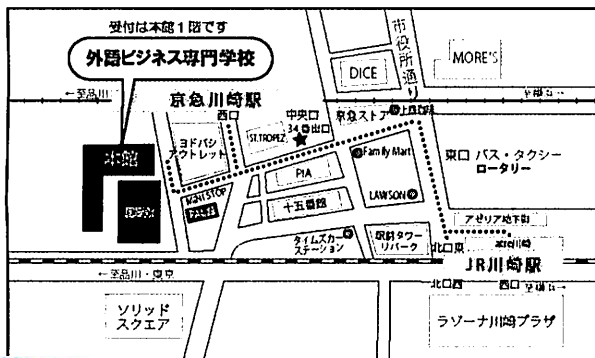 受付は本館1階です
外語ビジネス専門学校
←至品川
京急川崎駅
西口
中央口
市役所通り
DICE
MORE'S
ヨドバシ
アウトレット
ST.TROPEZ
京急ストア
Family Mart
東口 バス・タクシー
ロータリー
本館
MINI STOP
PIA
十五番館
LAWSON
タイムズカー
ステーション
駅前タワー
リパーク
アゼリア地下街
北口東
JR川崎駅
←至品川・東京
北口西
西口
ソリッド
スクエア
ラゾーナ川崎プラザ